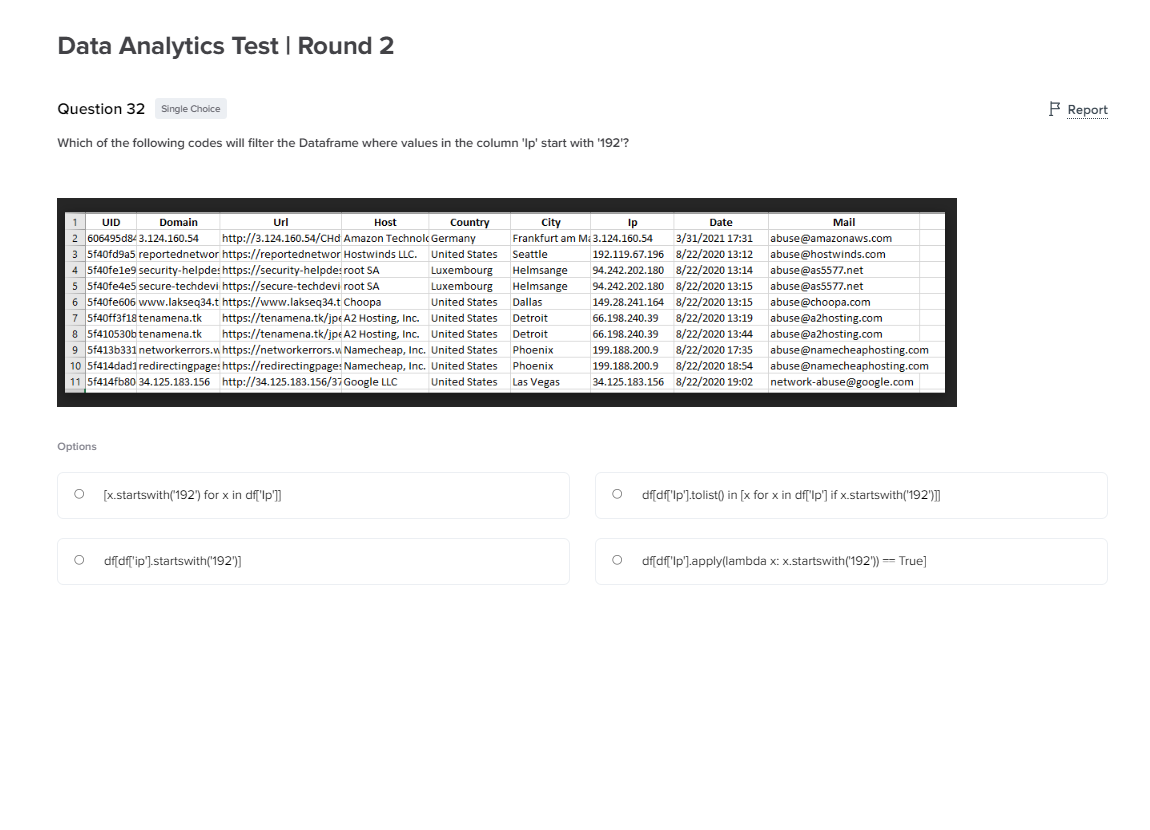 Data Analytics Test | Round 2
Question 32 Single Choice Report
Which of the following codes will filter the Dataframe where values in the column 'Ip' start with '192'?
1 UID Domain Url Host Country City Ip Date Mail
2 606495d84 3.124.160.54 http://3.124.160.54/CHd Amazon Technolo Germany Frankfurt am Ma 3.124.160.54 3/31/2021 17:31 abuse@amazonaws.com
3 5f40fd9a5 reportednetwor https://reportednetwor Hostwinds LLC. United States Seattle 192.119.67.196 8/22/2020 13:12 abuse@hostwinds.com
4 5f40fe1e9 security-helpdes https://security-helpdes root SA Luxembourg Helmsange 94.242.202.180 8/22/2020 13:14 abuse@as5577.net
5 5f40fe4e5 secure-techdevi https://secure-techdevi root SA Luxembourg Helmsange 94.242.202.180 8/22/2020 13:15 abuse@as5577.net
6 5f40fe606 www.lakseq34.t https://www.lakseq34.t Choopa United States Dallas 149.28.241.164 8/22/2020 13:15 abuse@choopa.com
7 5f40ff3f18 tenamena.tk https://tenamena.tk/jpe A2 Hosting, Inc. United States Detroit 66.198.240.39 8/22/2020 13:19 abuse@a2hosting.com
8 5f410530b tenamena.tk https://tenamena.tk/jpe A2 Hosting, Inc. United States Detroit 66.198.240.39 8/22/2020 13:44 abuse@a2hosting.com
9 5f413b331 networkerrors.w https://networkerrors.w Namecheap, Inc. United States Phoenix 199.188.200.9 8/22/2020 17:35 abuse@namecheaphosting.com
10 5f414dad1 redirectingpages https://redirectingpages Namecheap, Inc. United States Phoenix 199.188.200.9 8/22/2020 18:54 abuse@namecheaphosting.com
11 5f414fb80 34.125.183.156 http://34.125.183.156/37 Google LLC United States Las Vegas 34.125.183.156 8/22/2020 19:02 network-abuse@google.com
Options
[x.startswith('192') for x in df['Ip']]
df[df['Ip'].tolist() in [x for x in df['Ip'] if x.startswith('192')]]
df[df['ip'].startswith('192')]
df[df['Ip'].apply(lambda x: x.startswith('192')) == True]